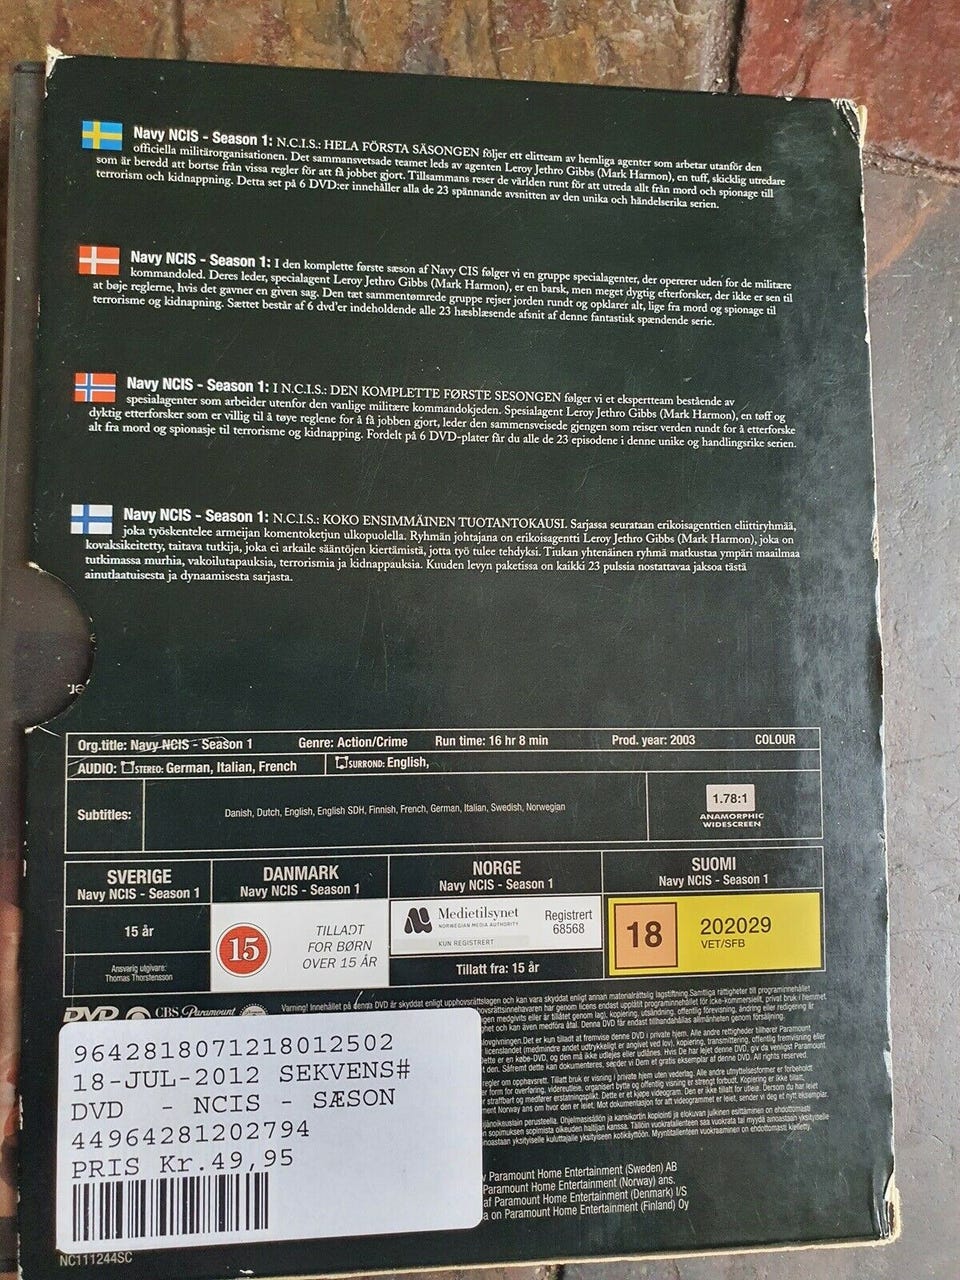 Navy NCIS - Season 1: N.C.I.S.: HELA FÖRSTA SÄSONGEN följer ett elitteam av hemliga agenter som arbetar utanför den
officiella militärorganisationen. Det sammansvetsade teamet leds av agenten Leroy Jethro Gibbs (Mark Harmon), en tuff, skicklig utredare
som är beredd att bortse från vissa regler för att få jobbet gjort. Tillsammans reser de världen runt för att utreda allt från mord och spionage till
terrorism och kidnappning. Detta set på 6 DVD:er innehåller alla de 23 spännande avsnitten av den unika och händelserika serien.
Navy NCIS - Season 1: I den komplette første sæson af Navy CIS følger vi en gruppe specialagenter, der opererer uden for de militære
kommandoled. Deres leder, specialagent Leroy Jethro Gibbs (Mark Harmon), er en barsk, men meget dygtig efterforsker, der ikke er sen til
at bøje reglerne, hvis det gavner en given sag. Den tæt sammentømrede gruppe rejser jorden rundt og opklarer alt, lige fra mord og spionage til
terrorisme og kidnapning. Sættet består af 6 dvd'er indeholdende alle 23 hæsblæsende afsnit af denne fantastisk spændende serie.
Navy NCIS - Season 1: I N.C.I.S.: DEN KOMPLETTE FØRSTE SESONGEN følger vi et ekspertteam bestående av
spesialagenter som arbeider utenfor den vanlige militære kommandokjeden. Spesialagent Leroy Jethro Gibbs (Mark Harmon), en tøff og
dyktig etterforsker som er villig til å tøye reglene for å få jobben gjort, leder den sammensveisede gjengen som reiser verden rundt for å etterforske
alt fra mord og spionasje til terrorisme og kidnapping. Fordelt på 6 DVD-plater får du alle de 23 episodene i denne unike og handlingsrike serien.
Navy NCIS - Season 1: N.C.I.S.: KOKO ENSIMMÄINEN TUOTANTOKAUSI. Sarjassa seurataan erikoisagenttien eliittiryhmää,
joka työskentelee armeijan komentoketjun ulkopuolella. Ryhmän johtajana on erikoisagentti Leroy Jethro Gibbs (Mark Harmon), joka on
kovaksikeitetty, taitava tutkija, joka ei arkaile sääntöjen kiertämistä, jotta työ tulee tehdyksi. Tiukan yhtenäinen ryhmä matkustaa ympäri maailmaa
tutkimassa murhia, vakoilutapauksia, terrorismia ja kidnappauksia. Kuuden levyn paketissa on kaikki 23 pulssia nostattavaa jaksoa tästä
ainutlaatuisesta ja dynaamisesta sarjasta.
Org.title: Navy NCIS - Season 1 Genre: Action/Crime Run time: 16 hr 8 min Prod. year: 2003 COLOUR
AUDIO: STEREO: German, Italian, French SURROND: English,
Subtitles: Danish, Dutch, English, English SDH, Finnish, French, German, Italian, Swedish, Norwegian
1.78:1
ANAMORPHIC
WIDESCREEN
SVERIGE
Navy NCIS - Season 1
15 år
Ansvarig utgivare:
Thomas Thorstensson
DANMARK
Navy NCIS - Season 1
15
TILLADT
FOR BØRN
OVER 15 ÅR
NORGE
Navy NCIS - Season 1
Medietilsynet
NORWEGIAN MEDIA AUTHORITY
KUN REGISTRERT
Registrert
68568
Tillatt fra: 15 år
SUOMI
Navy NCIS - Season 1
18
202029
VET/SFB
DVD CBS Paramount
9642818071218012502
18-JUL-2012 SEKVENS#
DVD - NCIS - SÆSON
44964281202794
PRIS Kr.49,95
Paramount Home Entertainment (Sweden) AB
Paramount Home Entertainment (Norway) ans.
af Paramount Home Entertainment (Denmark) I/S
on Paramount Home Entertainment (Finland) Oy
NC111244SC